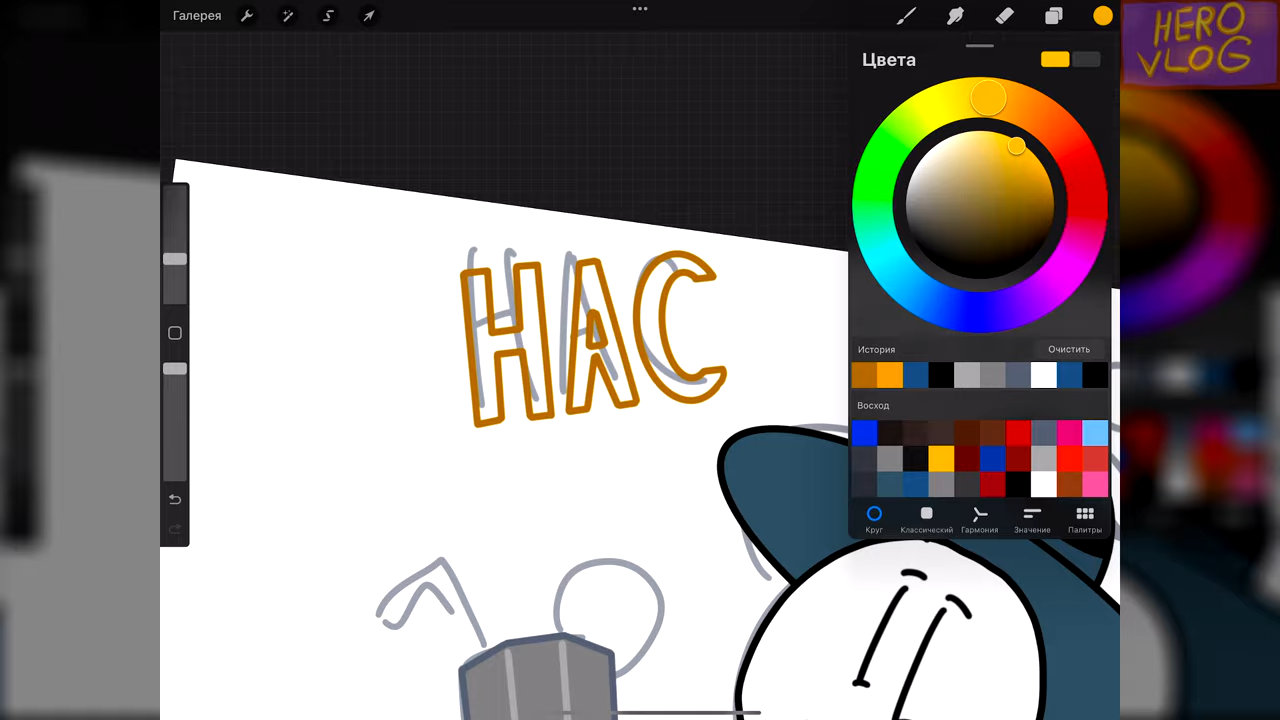 Галерея
HERO
VLOG
Цвета
НАС
История
Очистить
Восход
Круг
Классический
Гармония
Значение
Палитры